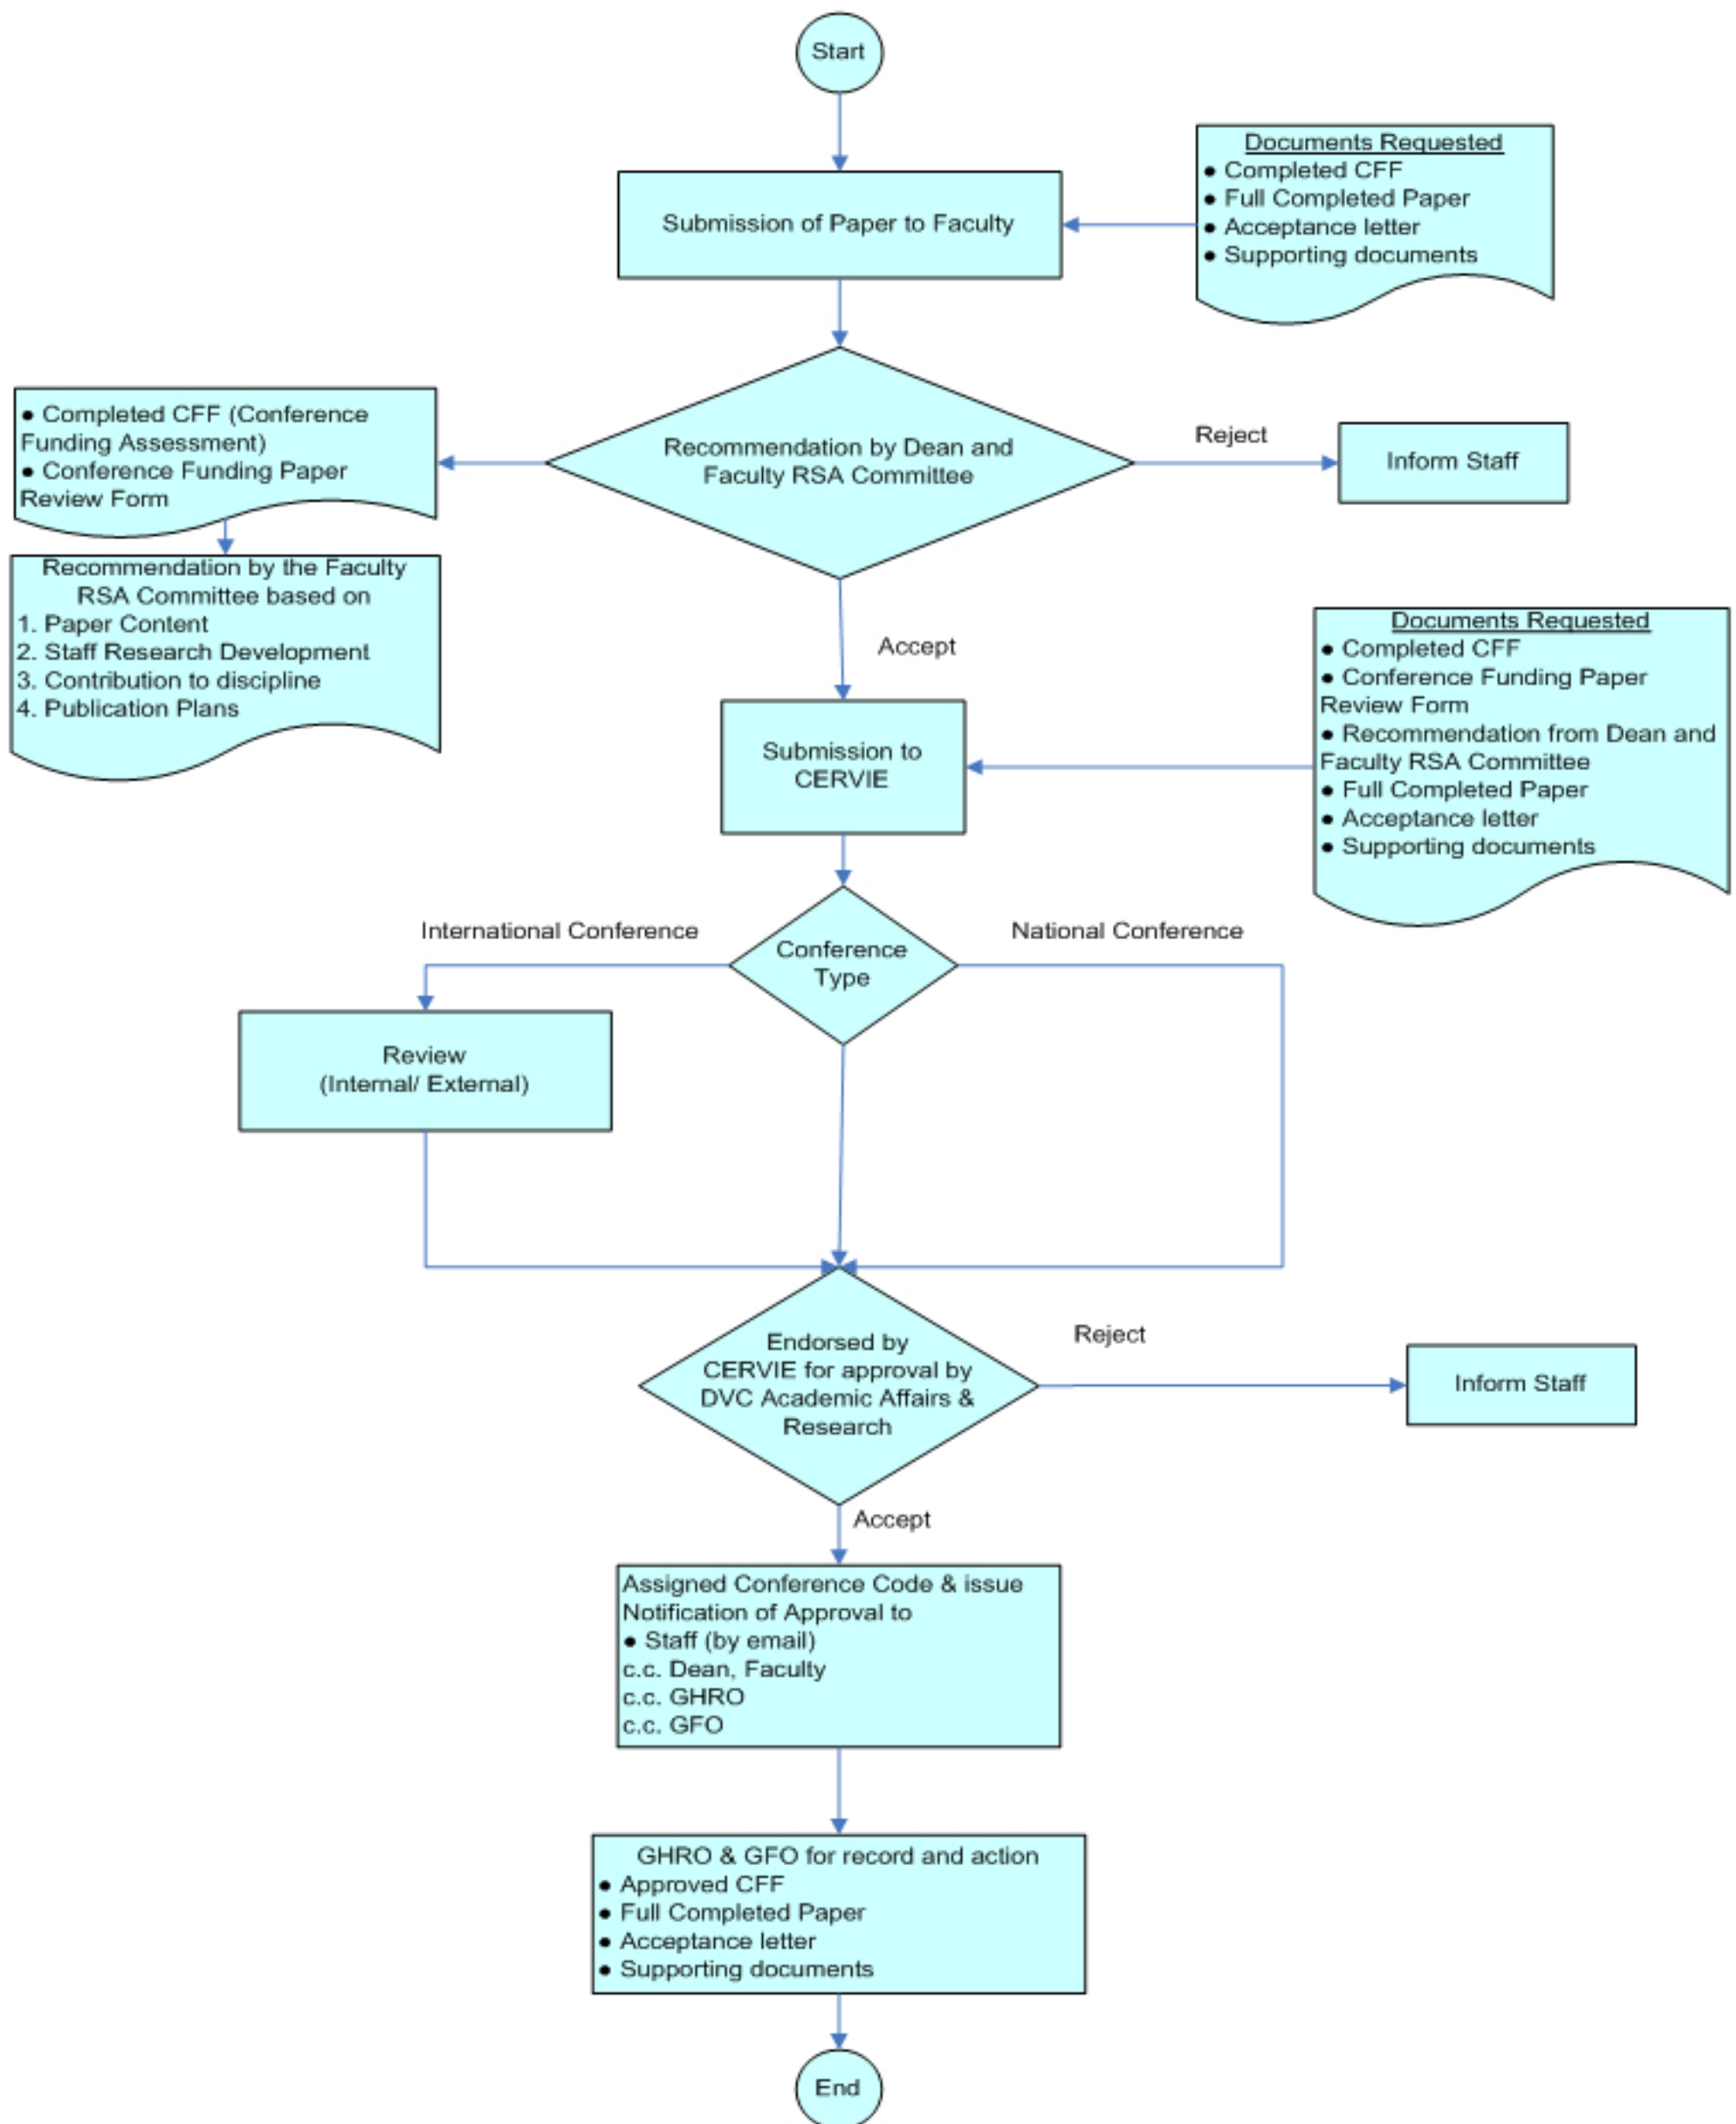 Start
Documents Requested
● Completed CFF
● Full Completed Paper
● Acceptance letter
● Supporting documents
Submission of Paper to Faculty
● Completed CFF (Conference
Funding Assessment)
● Conference Funding Paper
Review Form
Recommendation by Dean and
Faculty RSA Committee
Reject
Inform Staff
Recommendation by the Faculty
RSA Committee based on
1. Paper Content
2. Staff Research Development
3. Contribution to discipline
4. Publication Plans
Accept
Documents Requested
● Completed CFF
● Conference Funding Paper
Review Form
● Recommendation from Dean and
Faculty RSA Committee
● Full Completed Paper
● Acceptance letter
● Supporting documents
Submission to
CERVIE
International Conference
Conference
Type
National Conference
Review
(Internal/ External)
Endorsed by
CERVIE for approval by
DVC Academic Affairs &
Research
Reject
Inform Staff
Accept
Assigned Conference Code & issue
Notification of Approval to
● Staff (by email)
c.c. Dean, Faculty
c.c. GHRO
c.c. GFO
GHRO & GFO for record and action
● Approved CFF
● Full Completed Paper
● Acceptance letter
● Supporting documents
End